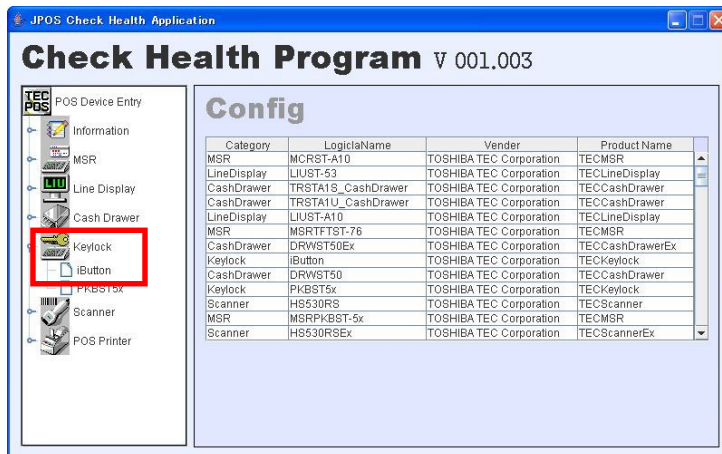 JPOS Check Health Application
Check Health Program V 001.003
TEC POS
POS Device Entry
Information
MSR
LIU
Line Display
Cash Drawer
Keylock
iButton
PKBST5x
Scanner
POS Printer
Config
Category LogiclaName Vender Product Name
MSR MCRST-A10 TOSHIBA TEC Corporation TECMSR
LineDisplay LIUST-53 TOSHIBA TEC Corporation TECLineDisplay
CashDrawer TRSTA1S_CashDrawer TOSHIBA TEC Corporation TECCashDrawer
CashDrawer TRSTA1U_CashDrawer TOSHIBA TEC Corporation TECCashDrawer
LineDisplay LIUST-A10 TOSHIBA TEC Corporation TECLineDisplay
MSR MSRTFTST-76 TOSHIBA TEC Corporation TECMSR
CashDrawer DRWST50Ex TOSHIBA TEC Corporation TECCashDrawerEx
Keylock iButton TOSHIBA TEC Corporation TECKeylock
CashDrawer DRWST50 TOSHIBA TEC Corporation TECCashDrawer
Keylock PKBST5x TOSHIBA TEC Corporation TECKeylock
Scanner HS530RS TOSHIBA TEC Corporation TECScanner
MSR MSRPKBST-5x TOSHIBA TEC Corporation TECMSR
Scanner HS530RSEx TOSHIBA TEC Corporation TECScannerEx